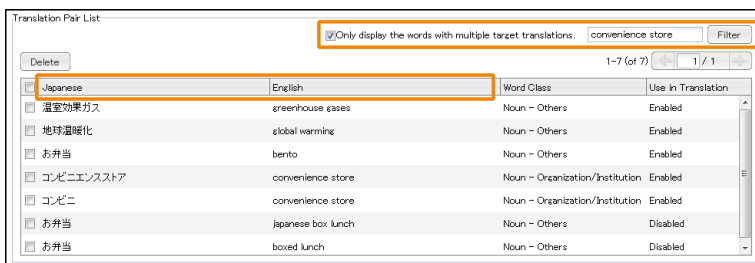 Translation Pair List
Only display the words with multiple target translations. convenience store Filter
Delete 1-7 (of 7) 1 / 1
Japanese English Word Class Use in Translation
温室効果ガス greenhouse gases Noun - Others Enabled
地球温暖化 global warming Noun - Others Enabled
お弁当 bento Noun - Others Enabled
コンビニエンスストア convenience store Noun - Organization/Institution Enabled
コンビニ convenience store Noun - Organization/Institution Enabled
お弁当 japanese box lunch Noun - Others Disabled
お弁当 boxed lunch Noun - Others Disabled